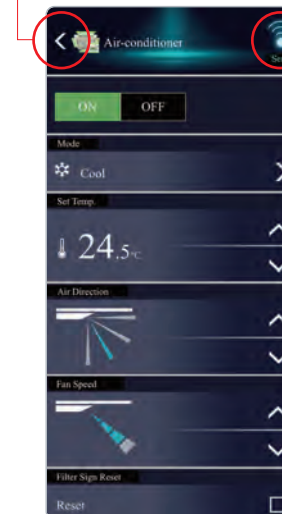 Air-conditioner
ON OFF
Mode
Cool
Set Temp.
24.5℃
Air Direction
Fan Speed
Filter Sign Reset
Reset